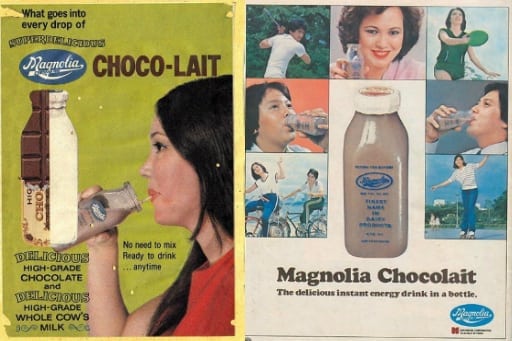 What goes into
every drop of
SUPERDELICIOUS
Magnolia CHOCO-LAIT
CHO
No need to mix
Ready to drink
...anytime
DELICIOUS
HIGH-GRADE
CHOCOLATE
and
DELICIOUS
HIGH-GRADE
WHOLE COW'S
MILK
Magnolia
FINEST
NAME
IN
DAIRY
PRODUCTS
Magnolia Chocolait
The delicious instant energy drink in a bottle.
Magnolia